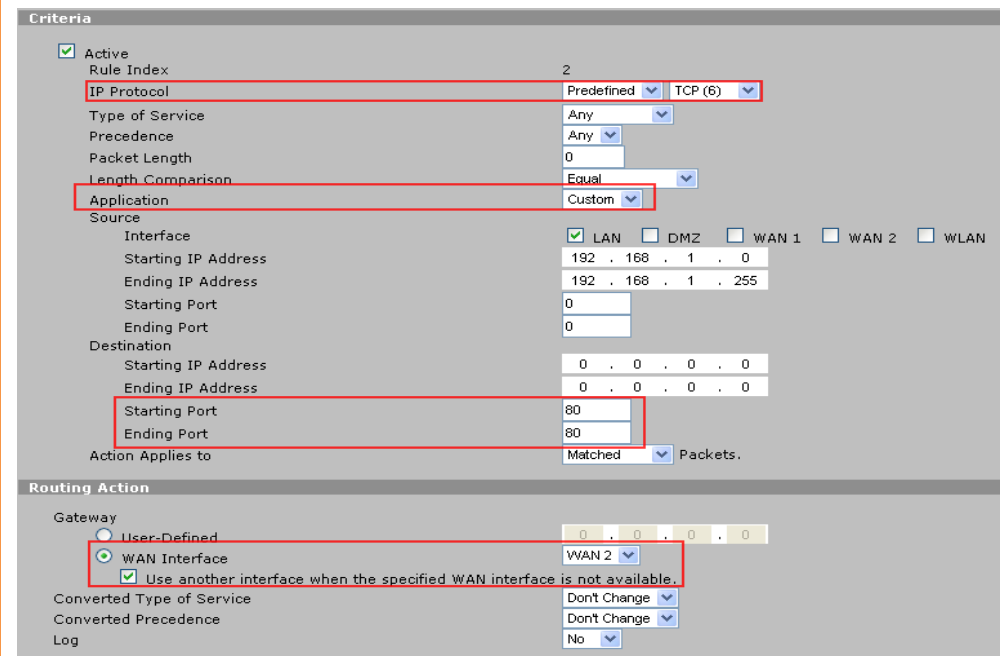 Criteria
Active
Rule Index 2
IP Protocol Predefined TCP (6)
Type of Service Any
Precedence Any
Packet Length 0
Length Comparison Equal
Application Custom
Source
Interface LAN DMZ WAN 1 WAN 2 WLAN
Starting IP Address 192 . 168 . 1 . 0
Ending IP Address 192 . 168 . 1 . 255
Starting Port 0
Ending Port 0
Destination
Starting IP Address 0 . 0 . 0 . 0
Ending IP Address 0 . 0 . 0 . 0
Starting Port 80
Ending Port 80
Action Applies to Matched Packets.
Routing Action
Gateway
User-Defined 0 . 0 . 0 . 0
WAN Interface WAN 2
Use another interface when the specified WAN interface is not available.
Converted Type of Service Don't Change
Converted Precedence Don't Change
Log No